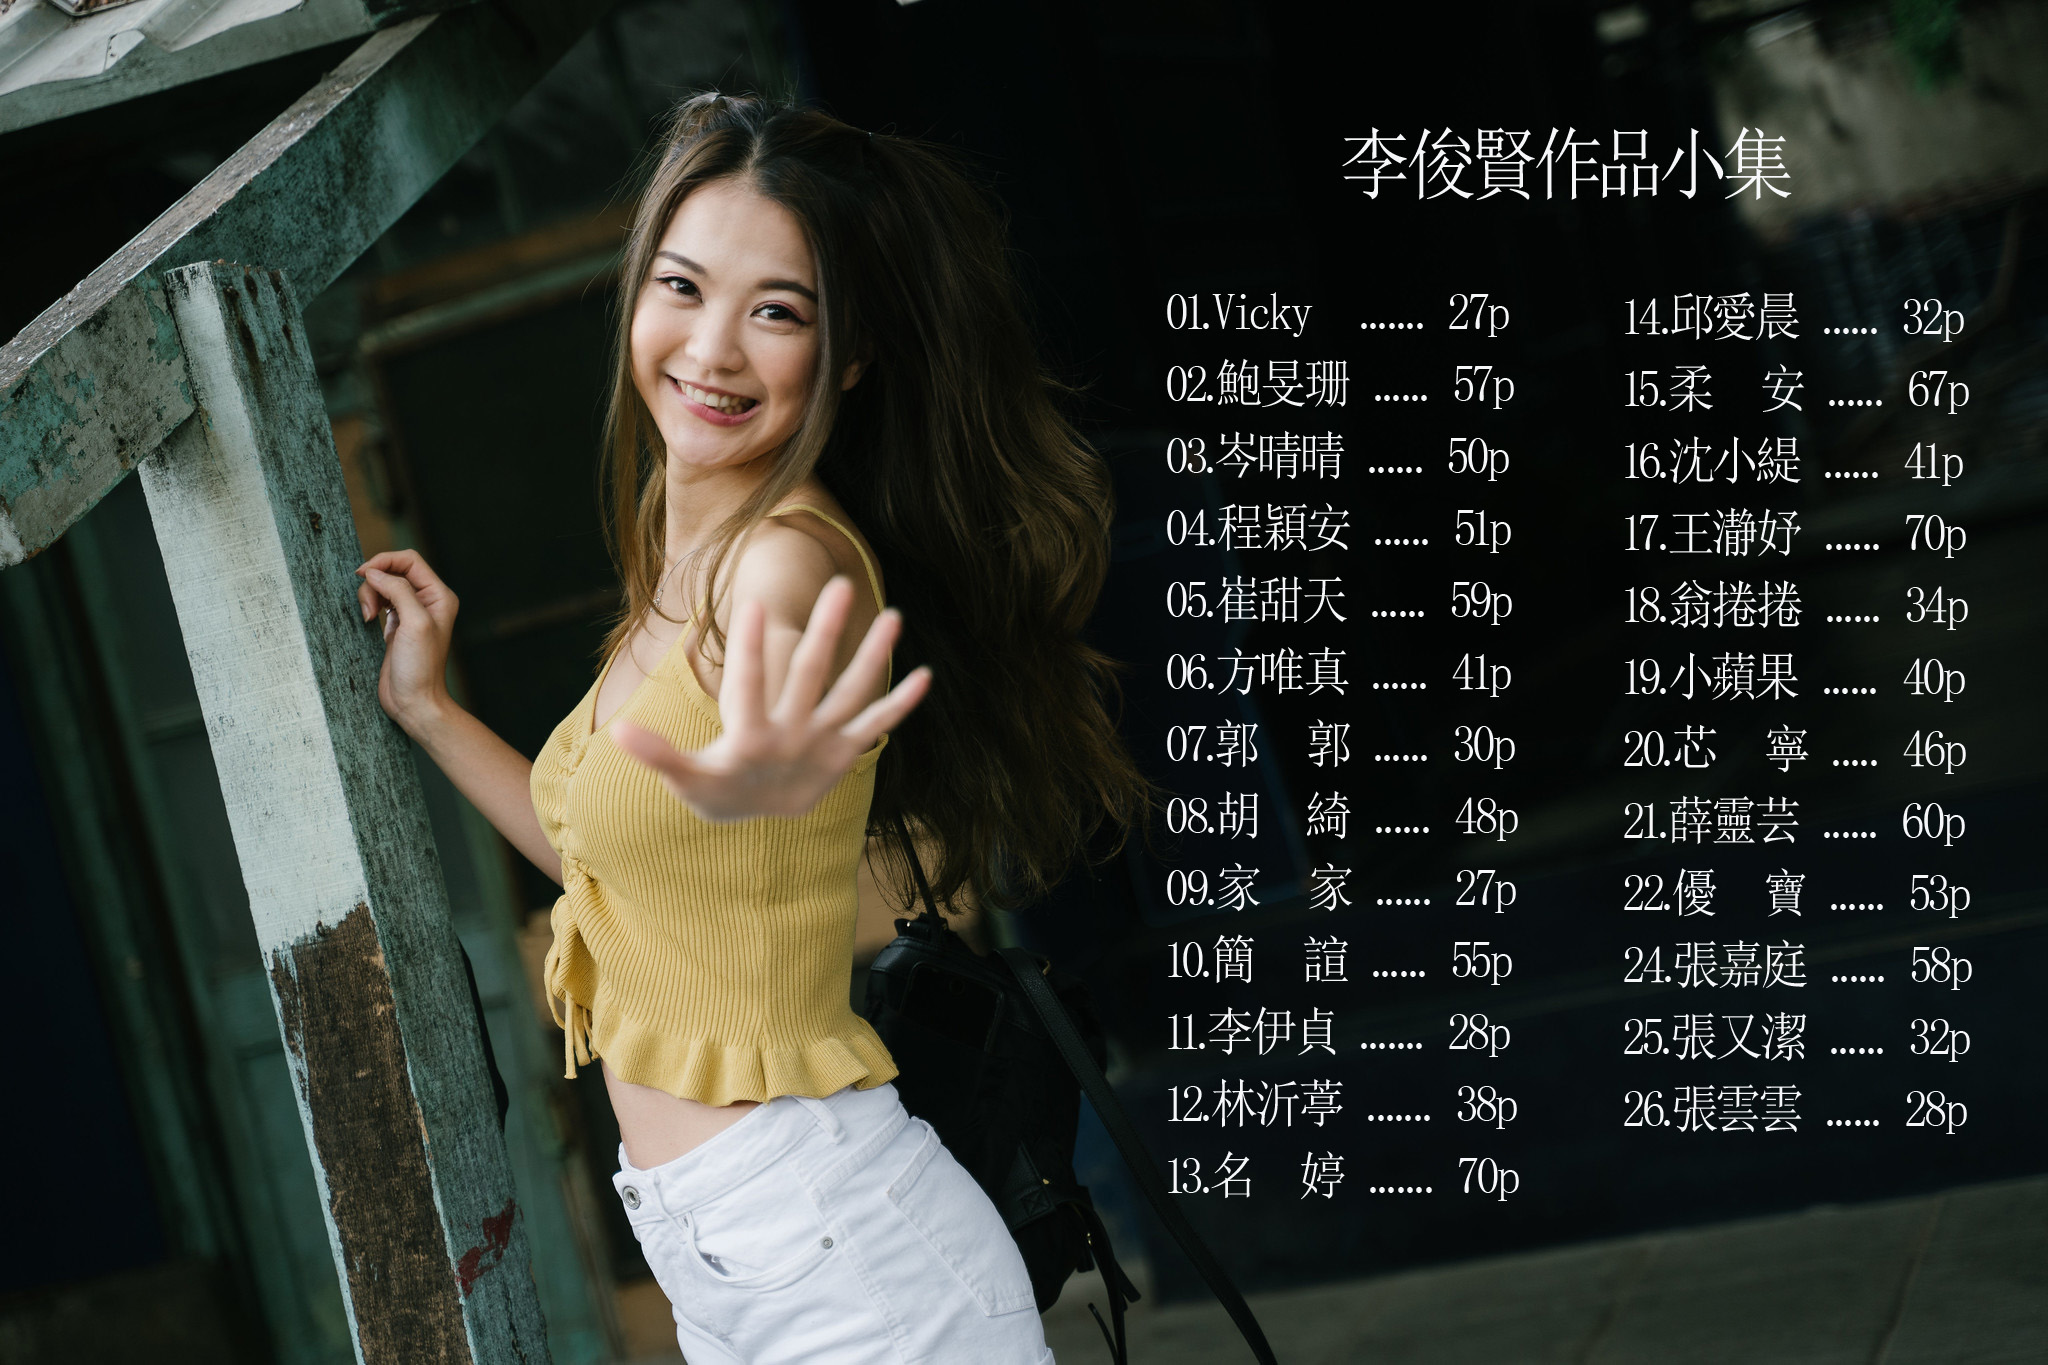 李俊賢作品小集
01.Vicky ....... 27p
02.鮑旻珊 ...... 57p
03.岑晴晴 ...... 50p
04.程穎安 ...... 51p
05.崔甜天 ...... 59p
06.方唯真 ...... 41p
07.郭 郭 ...... 30p
08.胡 綺 ...... 48p
09.家 家 ...... 27p
10.簡 誼 ...... 55p
11.李伊貞 ....... 28p
12.林沂葶 ....... 38p
13.名 婷 ....... 70p
14.邱愛晨 ...... 32p
15.柔 安 ...... 67p
16.沈小緹 ...... 41p
17.王瀞妤 ...... 70p
18.翁捲捲 ...... 34p
19.小蘋果 ...... 40p
20.芯 寧 ..... 46p
21.薛靈芸 ...... 60p
22.優 寶 ...... 53p
24.張嘉庭 ...... 58p
25.張又潔 ...... 32p
26.張雲雲 ...... 28p